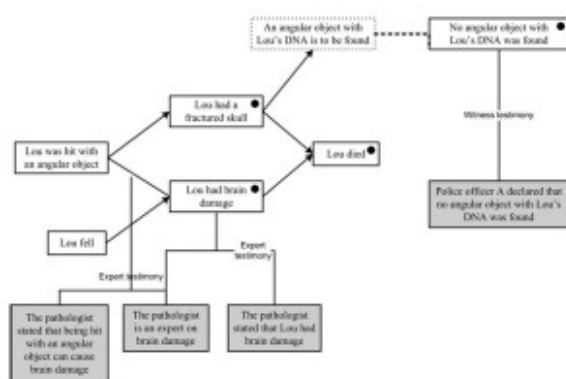 An angular object with
Lou's DNA is to be found
No angular object with
Lou's DNA was found
Lou had a
fractured skull
Witness testimony
Lou was hit with
an angular object
Lou died
Lou had brain
damage
Police officer A declared that
no angular object with Lou's
DNA was found
Lou fell
Expert
testimony
Expert testimony
The pathologist
stated that being hit
with an angular
object can cause
brain damage
The pathologist
is an expert on
brain damage
The pathologist
stated that Lou had
brain damage